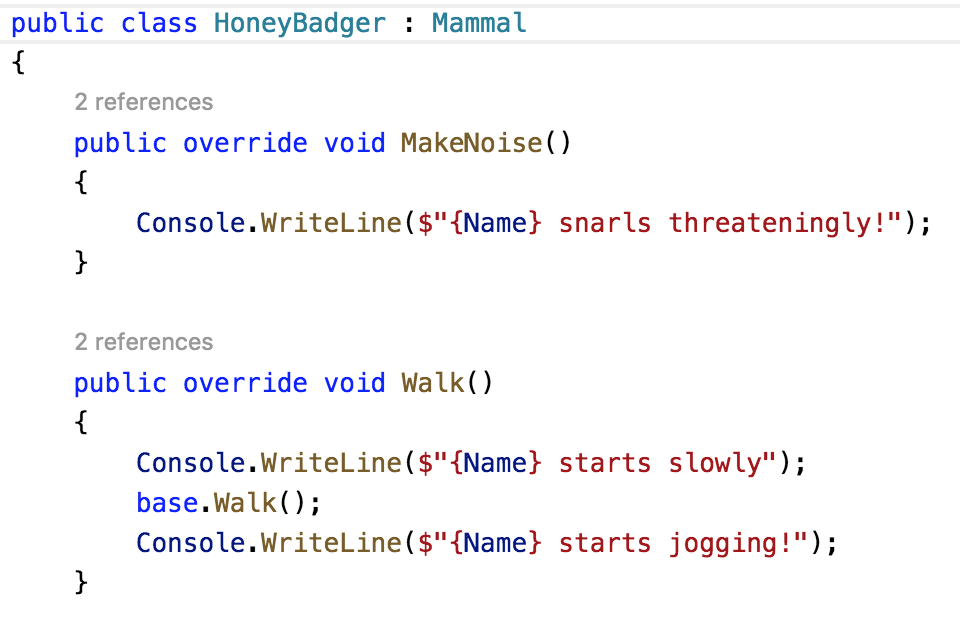 public class HoneyBadger : Mammal
{
2 references
public override void MakeNoise()
{
Console.WriteLine($"{Name} snarls threateningly!");
}
2 references
public override void Walk()
{
Console.WriteLine($"{Name} starts slowly");
base.Walk();
Console.WriteLine($"{Name} starts jogging!");
}